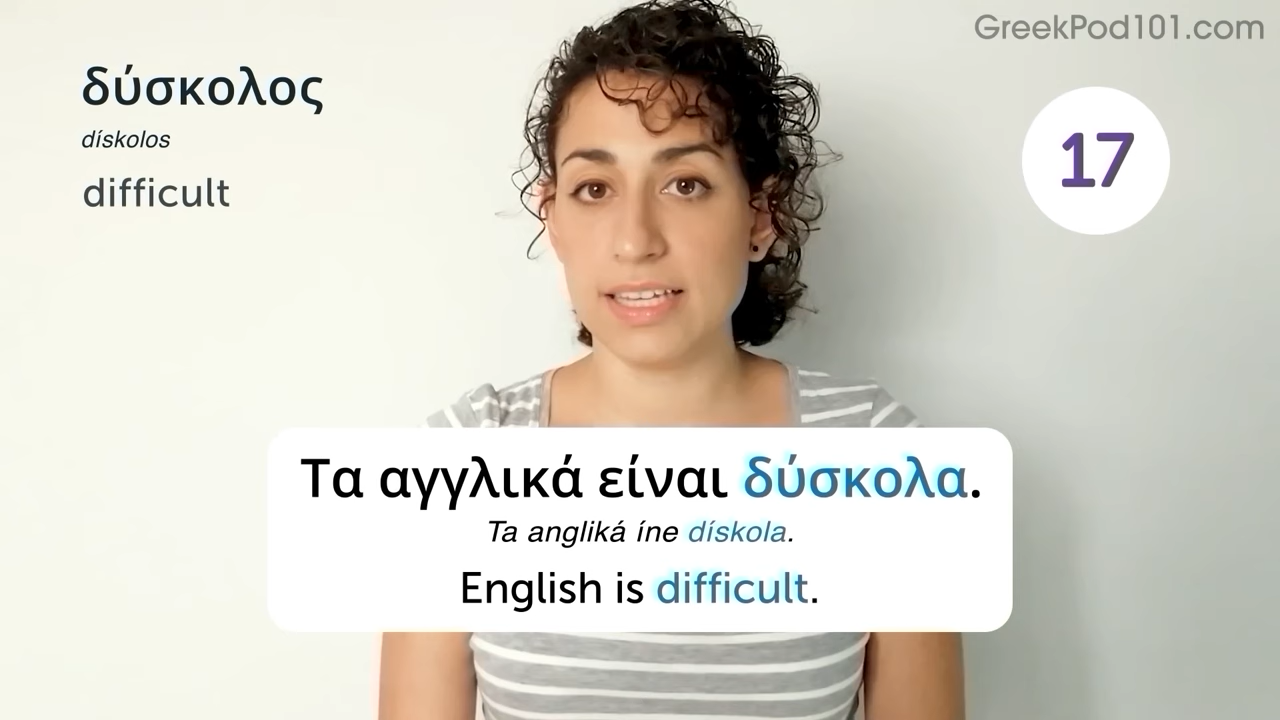 GreekPod101.com
δύσκολος
dískolos
difficult
17
Τα αγγλικά είναι δύσκολα.
Ta angliká íne dískola.
English is difficult.